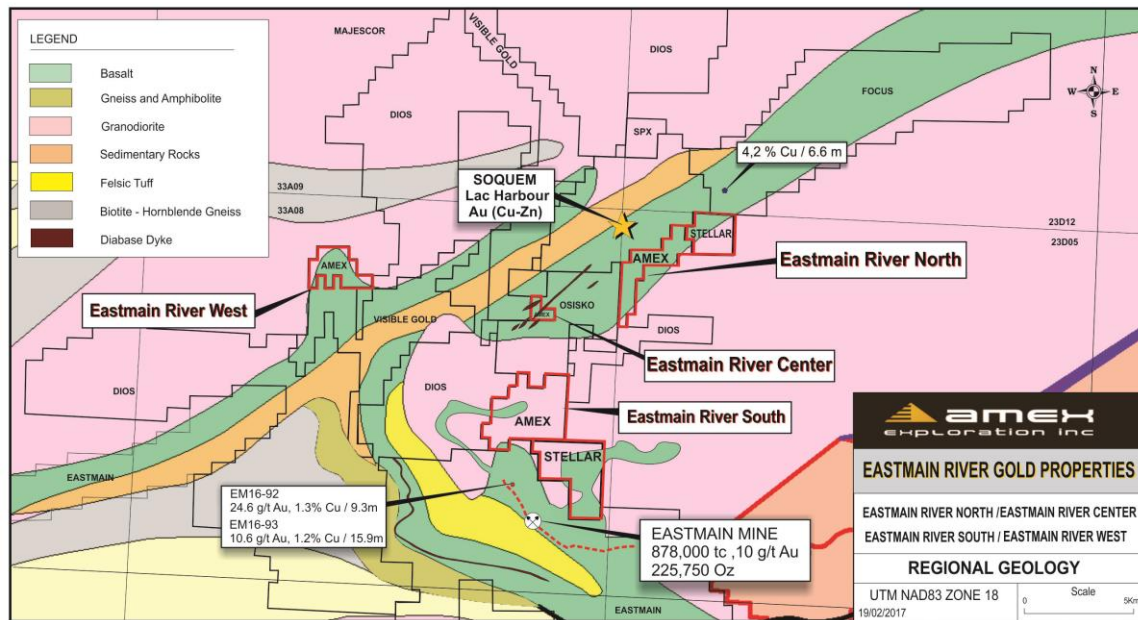 LEGEND
Basalt
Gneiss and Amphibolite
Granodiorite
Sedimentary Rocks
Felsic Tuff
Biotite - Hornblende Gneiss
Diabase Dyke
MAJESCOR
VISIBLE GOLD
DIOS
DIOS
FOCUS
N
W
E
S
SPX
4,2 % Cu / 6.6 m
33A09
33A08
SOQUEM
Lac Harbour
Au (Cu-Zn)
23D12
23D05
STELLAR
AMEX
AMEX
Eastmain River North
Eastmain River West
VISIBLE GOLD
AMEX
OSISKO
DIOS
Eastmain River Center
DIOS
DIOS
AMEX
Eastmain River South
STELLAR
EASTMAIN
EM16-92
24.6 g/t Au, 1.3% Cu / 9.3m
EM16-93
10.6 g/t Au, 1.2% Cu / 15.9m
EASTMAIN MINE
878,000 tc ,10 g/t Au
225,750 Oz
EASTMAIN
amex
exploration inc
EASTMAIN RIVER GOLD PROPERTIES
EASTMAIN RIVER NORTH /EASTMAIN RIVER CENTER
EASTMAIN RIVER SOUTH / EASTMAIN RIVER WEST
REGIONAL GEOLOGY
UTM NAD83 ZONE 18
19/02/2017
Scale
0
5Km